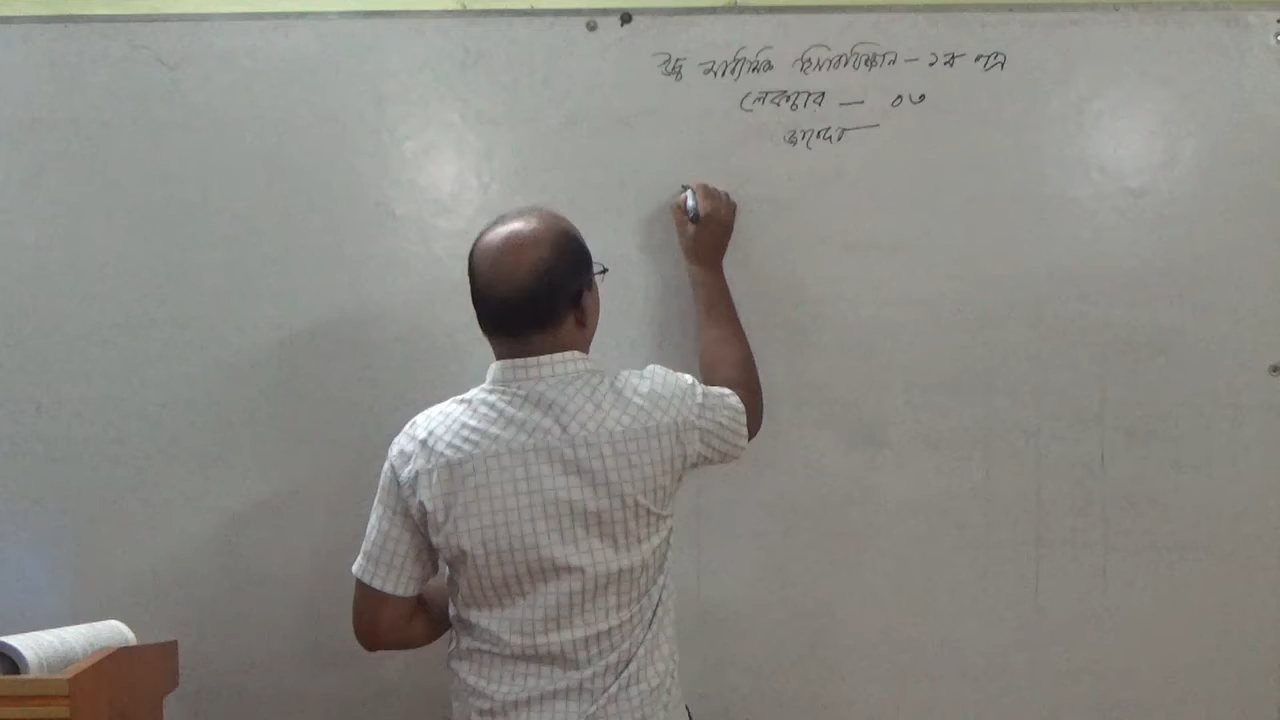 উচ্চ মাধ্যমিক হিসাববিজ্ঞান - ১ম পত্র
লেকচার - ০৩